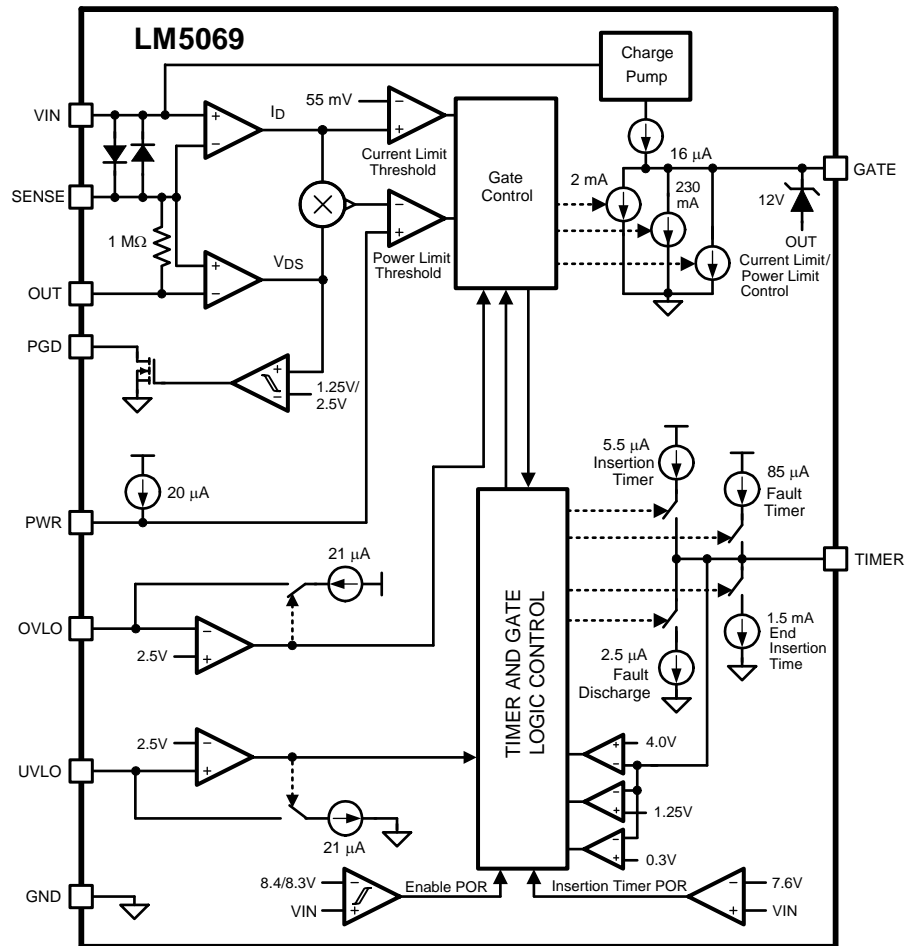 LM5069
Charge
Pump
VIN
55 mV
−
+
+
−
I_D
Current Limit
Threshold
Gate
Control
16 µA
GATE
SENSE
2 mA
230
mA
12V
1 MΩ
−
+
Power Limit
Threshold
OUT
Current Limit/
Power Limit
Control
V_DS
+
−
OUT
PGD
+
−
1.25V/
2.5V
5.5 µA
Insertion
Timer
85 µA
Fault
Timer
20 µA
PWR
TIMER
21 µA
OVLO
−
+
2.5V
TIMER AND GATE
LOGIC CONTROL
1.5 mA
End
Insertion
Time
2.5 µA
Fault
Discharge
2.5V
−
+
UVLO
+
−
4.0V
−
+
1.25V
−
+
0.3V
21 µA
8.4/8.3V
−
+
VIN
Enable POR
Insertion Timer POR
−
+
7.6V
VIN
GND